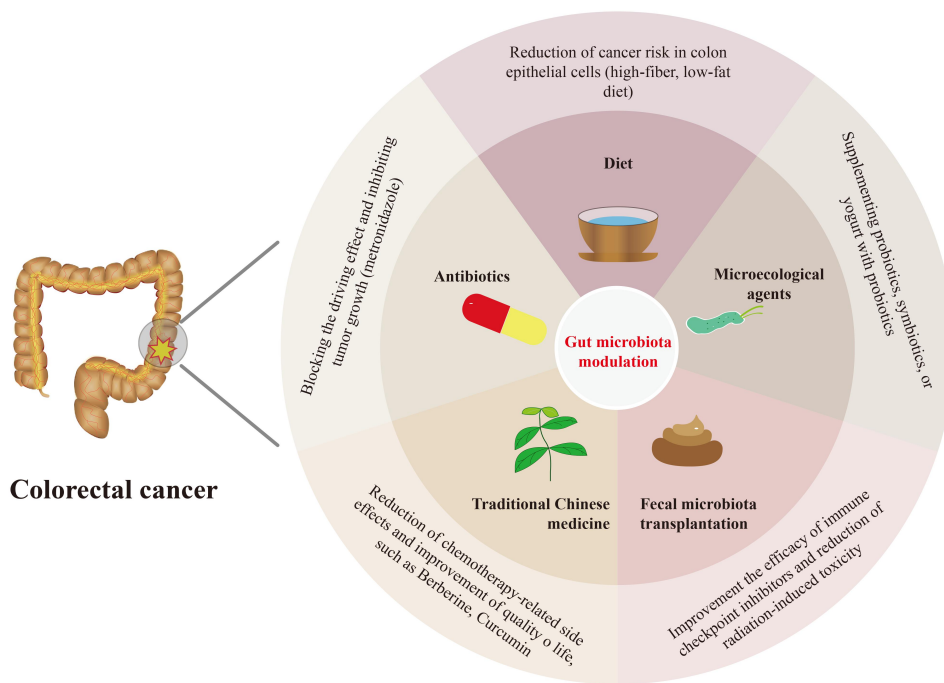 Reduction of cancer risk in colon
epithelial cells (high-fiber, low-fat
diet)
Diet
Supplementing probiotics, symbiotics, or
yogurt with probiotics
Microecological
agents
Blocking the driving effect and inhibiting
tumor growth (metronidazole)
Antibiotics
Gut microbiota
modulation
Colorectal cancer
Traditional Chinese
medicine
Fecal microbiota
transplantation
Reduction of chemotherapy-related side
effects and improvement of quality o life,
such as Berberine, Curcumin
Improvement the efficacy of immune
checkpoint inhibitors and reduction of
radiation-induced toxicity